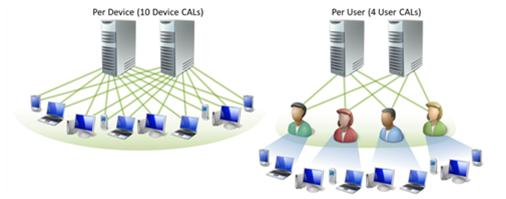 Per Device (10 Device CALs)
Per User (4 User CALs)